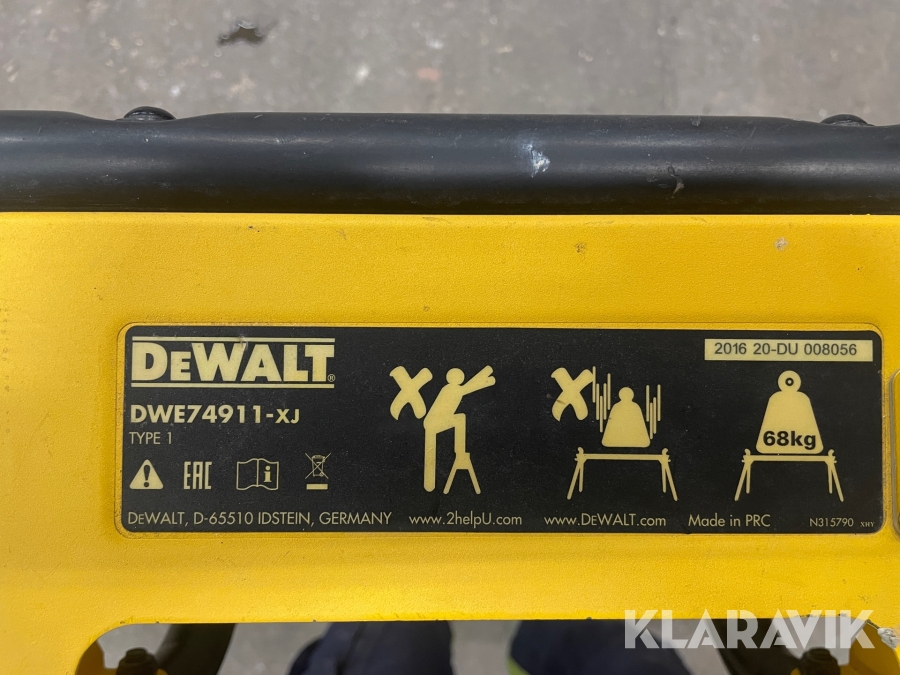 DEWALT®
2016 20-DU 008056
DWE74911-XJ
TYPE 1
68kg
EAC
DEWALT, D-65510 IDSTEIN, GERMANY www.2helpU.com www.DEWALT.com Made in PRC N315790 XHY
KLARAVIK